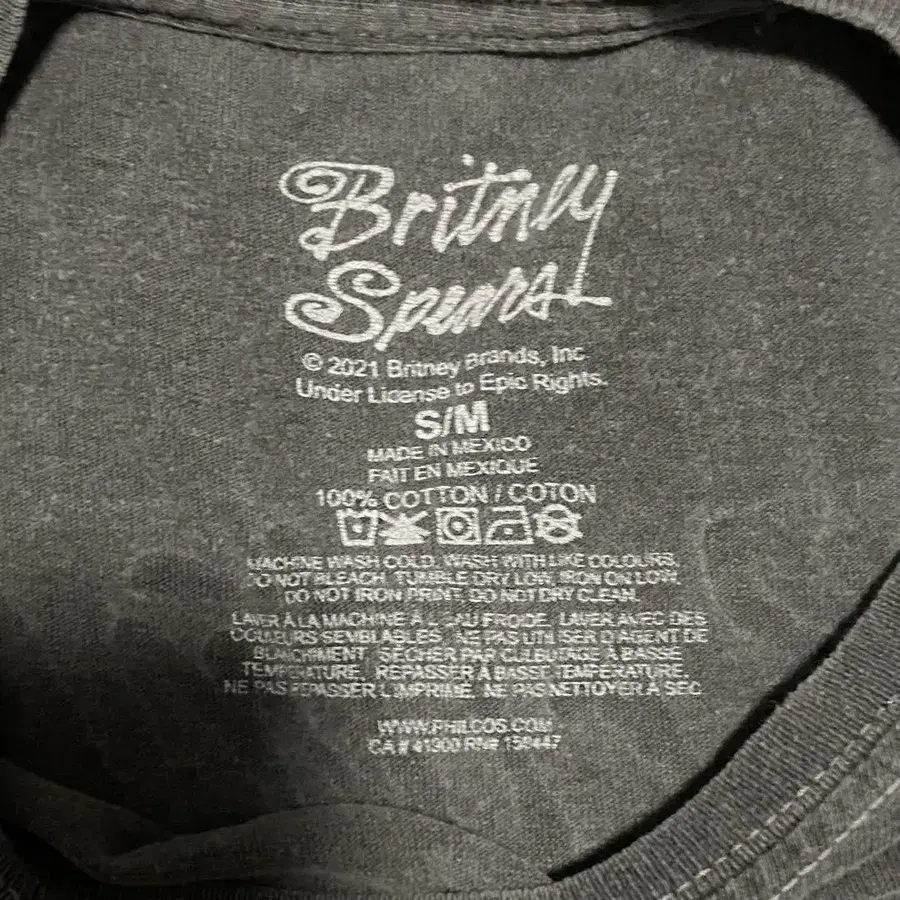 Britney
Spears
© 2021 Britney Brands, Inc
Under License to Epic Rights.
S/M
MADE IN MEXICO
FAIT EN MEXIQUE
100% COTTON / COTON
MACHINE WASH COLD. WASH WITH LIKE COLOURS.
DO NOT BLEACH. TUMBLE DRY LOW. IRON ON LOW.
DO NOT IRON PRINT. DO NOT DRY CLEAN.
LAVER À LA MACHINE À L'EAU FROIDE. LAVER AVEC DES
COULEURS SEMBLABLES. NE PAS UTILISER D'AGENT DE
BLANCHIMENT. SÉCHER PAR CULBUTAGE À BASSE
TEMPÉRATURE. REPASSER À BASSE TEMPÉRATURE.
NE PAS REPASSER L'IMPRIMÉ. NE PAS NETTOYER À SEC
WWW.PHILCOS.COM
CA # 41900 RN#